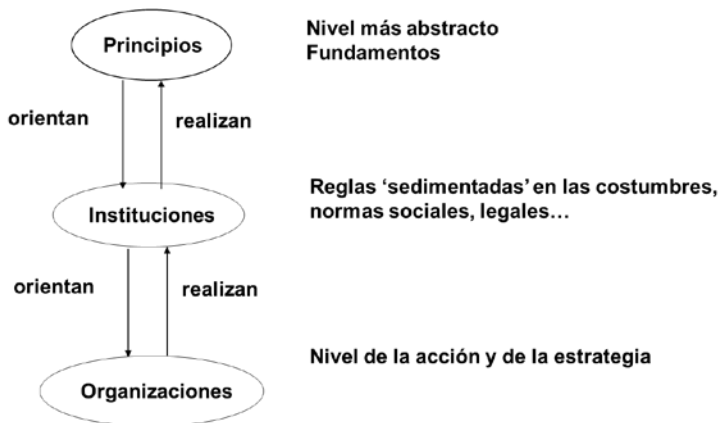 Principios
Nivel más abstracto
Fundamentos
orientan
realizan
Instituciones
Reglas ‘sedimentadas’ en las costumbres,
normas sociales, legales…
orientan
realizan
Organizaciones
Nivel de la acción y de la estrategia